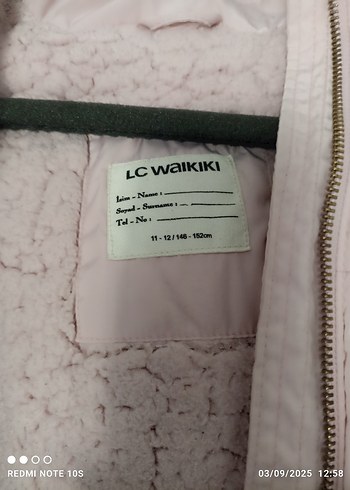 LC WAIKIKI
İsim - Name :
Soyad - Surname :
Tel - No :
11 - 12 / 146 - 152cm
REDMI NOTE 10S
03/09/2025 12:58